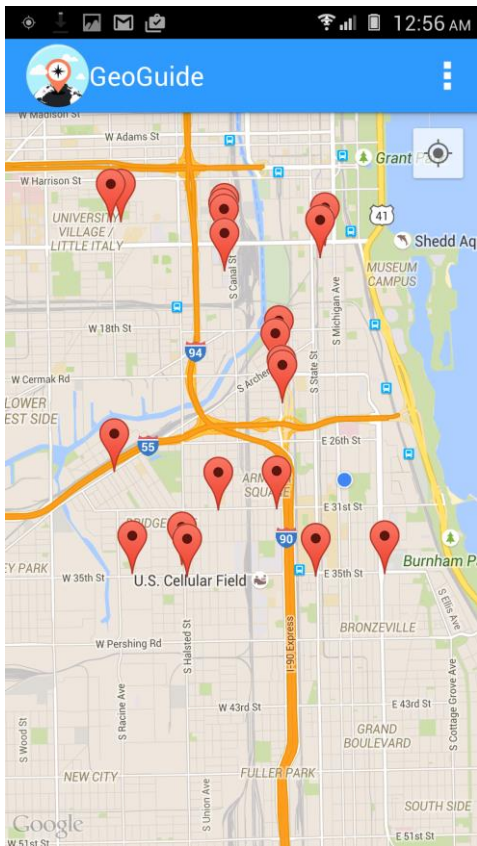 12:56 AM
GeoGuide
W Madison St
W Adams St
Grant
W Harrison St
41
UNIVERSITY
VILLAGE /
LITTLE ITALY
Shedd Aq
S Canal St
S Michigan Ave
MUSEUM
CAMPUS
W 18th St
94
S Archer
S State St
W Cermak Rd
LOWER
EST SIDE
E 26th St
55
ARM
SQUARE
E 31st St
BRIDGE
90
EY PARK
Burnham P
W 35th St
U.S. Cellular Field
E 35th St
S Ellis Ave
BRONZEVILLE
W Pershing Rd
S Halsted St
I-90 Express
S Racine Ave
W 43rd St
E 43rd St
S Cottage Grove Ave
S Wood St
GRAND
BOULEVARD
NEW CITY
FULLER PARK
S Union Ave
SOUTH SIDE
Google
W 51st St
E 51st St